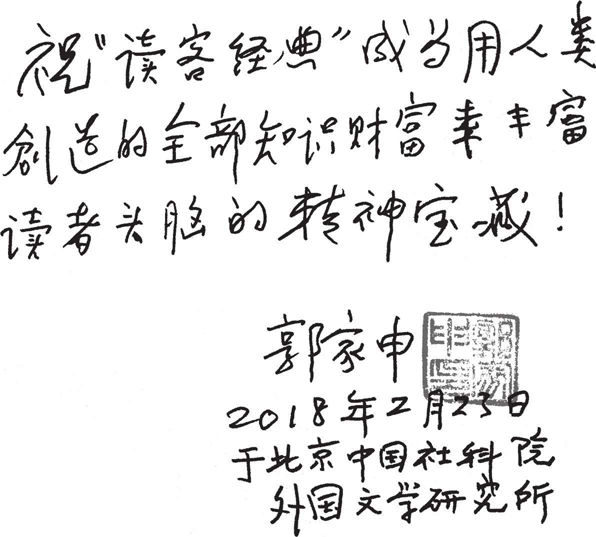 祝“读客经典”成为用人类
創造的全部知识财富来丰富
读者头脑的精神宝藏！
郭家申
2018年2月23日
于北京中国社科院
外国文学研究所